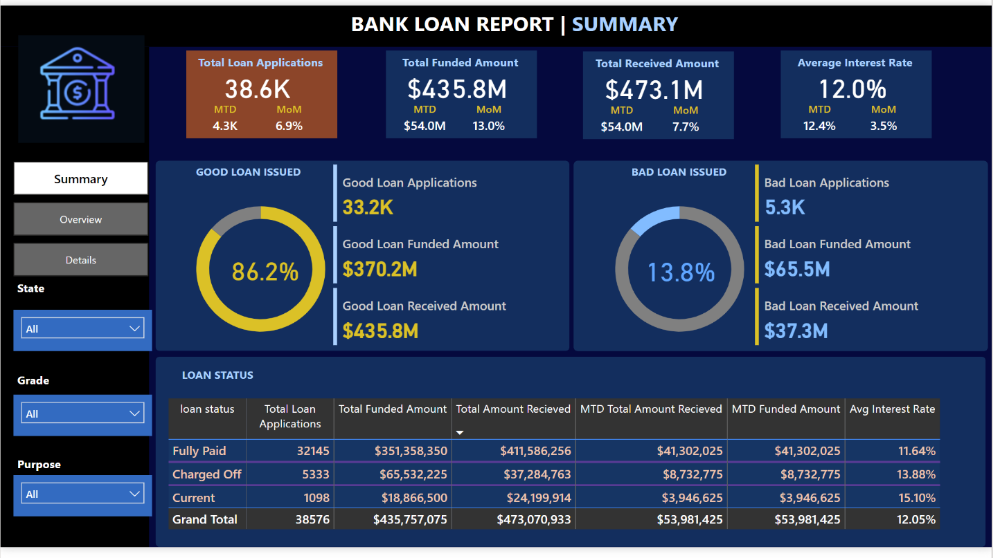 BANK LOAN REPORT | SUMMARY
Total Loan Applications
38.6K
MTD MoM
4.3K 6.9%
Total Funded Amount
$435.8M
MTD MoM
$54.0M 13.0%
Total Received Amount
$473.1M
MTD MoM
$54.0M 7.7%
Average Interest Rate
12.0%
MTD MoM
12.4% 3.5%
$
Summary
Overview
Details
State
All
Grade
All
Purpose
All
GOOD LOAN ISSUED
86.2%
Good Loan Applications
33.2K
Good Loan Funded Amount
$370.2M
Good Loan Received Amount
$435.8M
BAD LOAN ISSUED
13.8%
Bad Loan Applications
5.3K
Bad Loan Funded Amount
$65.5M
Bad Loan Received Amount
$37.3M
LOAN STATUS
loan status Total Loan Total Funded Amount Total Amount Recieved MTD Total Amount Recieved MTD Funded Amount Avg Interest Rate
Applications
Fully Paid 32145 $351,358,350 $411,586,256 $41,302,025 $41,302,025 11.64%
Charged Off 5333 $65,532,225 $37,284,763 $8,732,775 $8,732,775 13.88%
Current 1098 $18,866,500 $24,199,914 $3,946,625 $3,946,625 15.10%
Grand Total 38576 $435,757,075 $473,070,933 $53,981,425 $53,981,425 12.05%